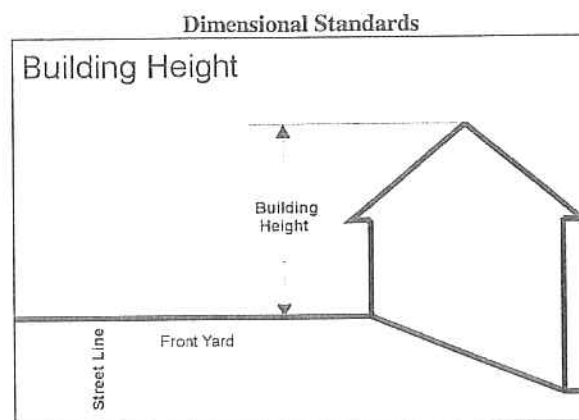 Dimensional Standards
Building Height
Building
Height
Front Yard
Street Line